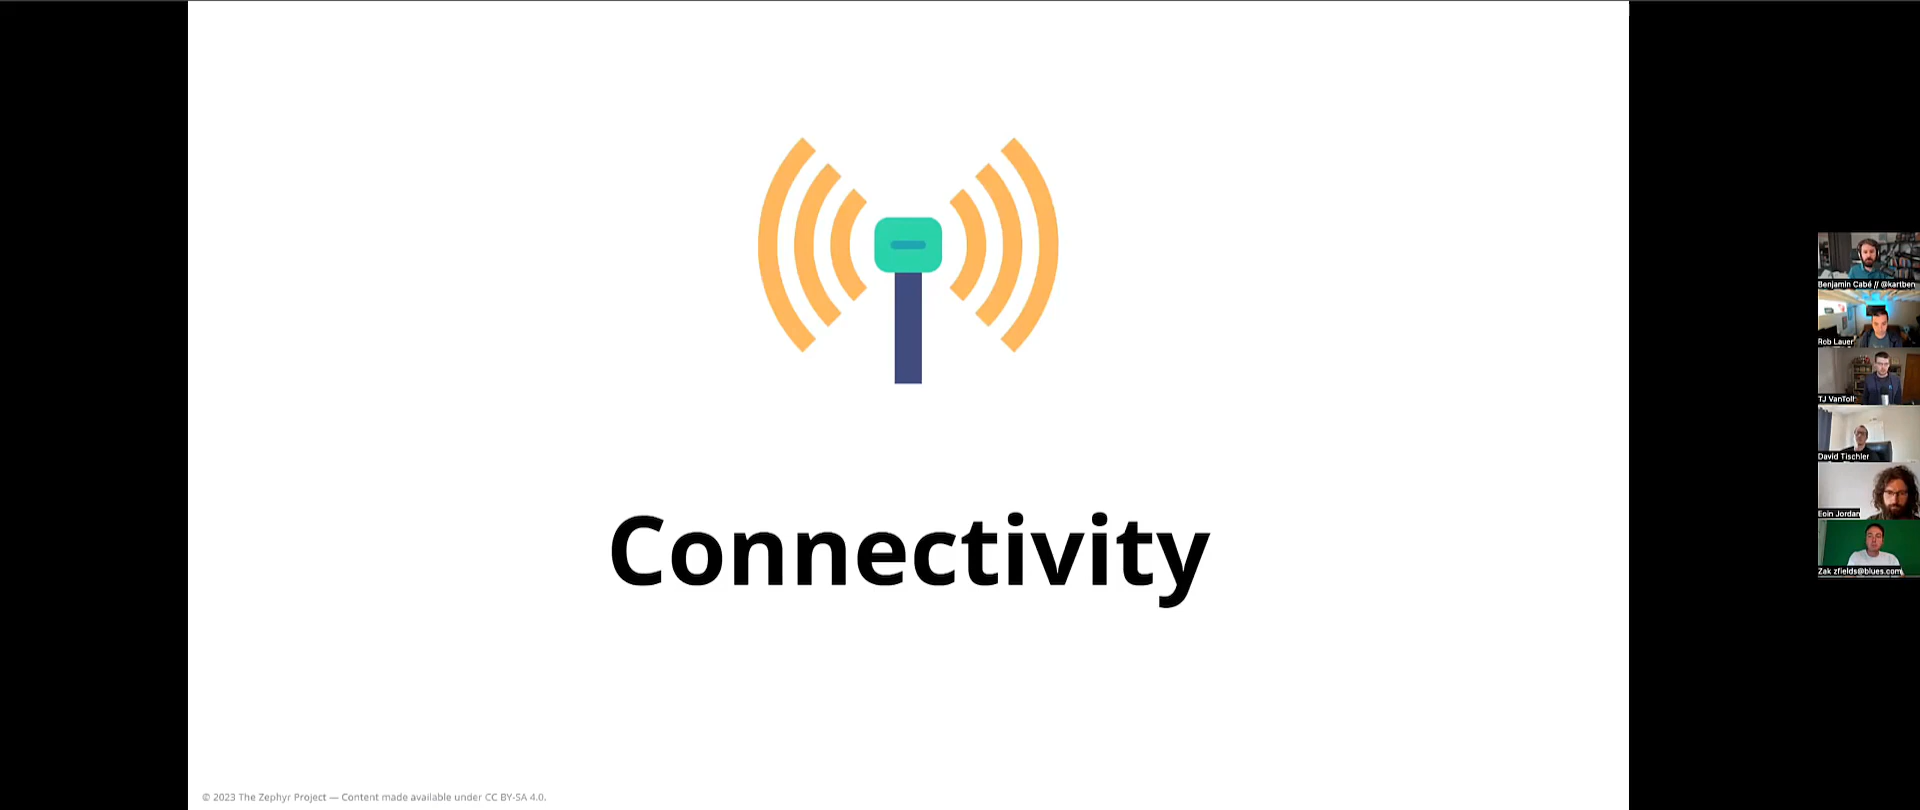 Connectivity
© 2023 The Zephyr Project — Content made available under CC BY-SA 4.0.
Benjamin Cabé // @kartben
Rob Lauer
TJ VanToll
David Tischler
Eoin Jordan
Zak zfields@blues.com